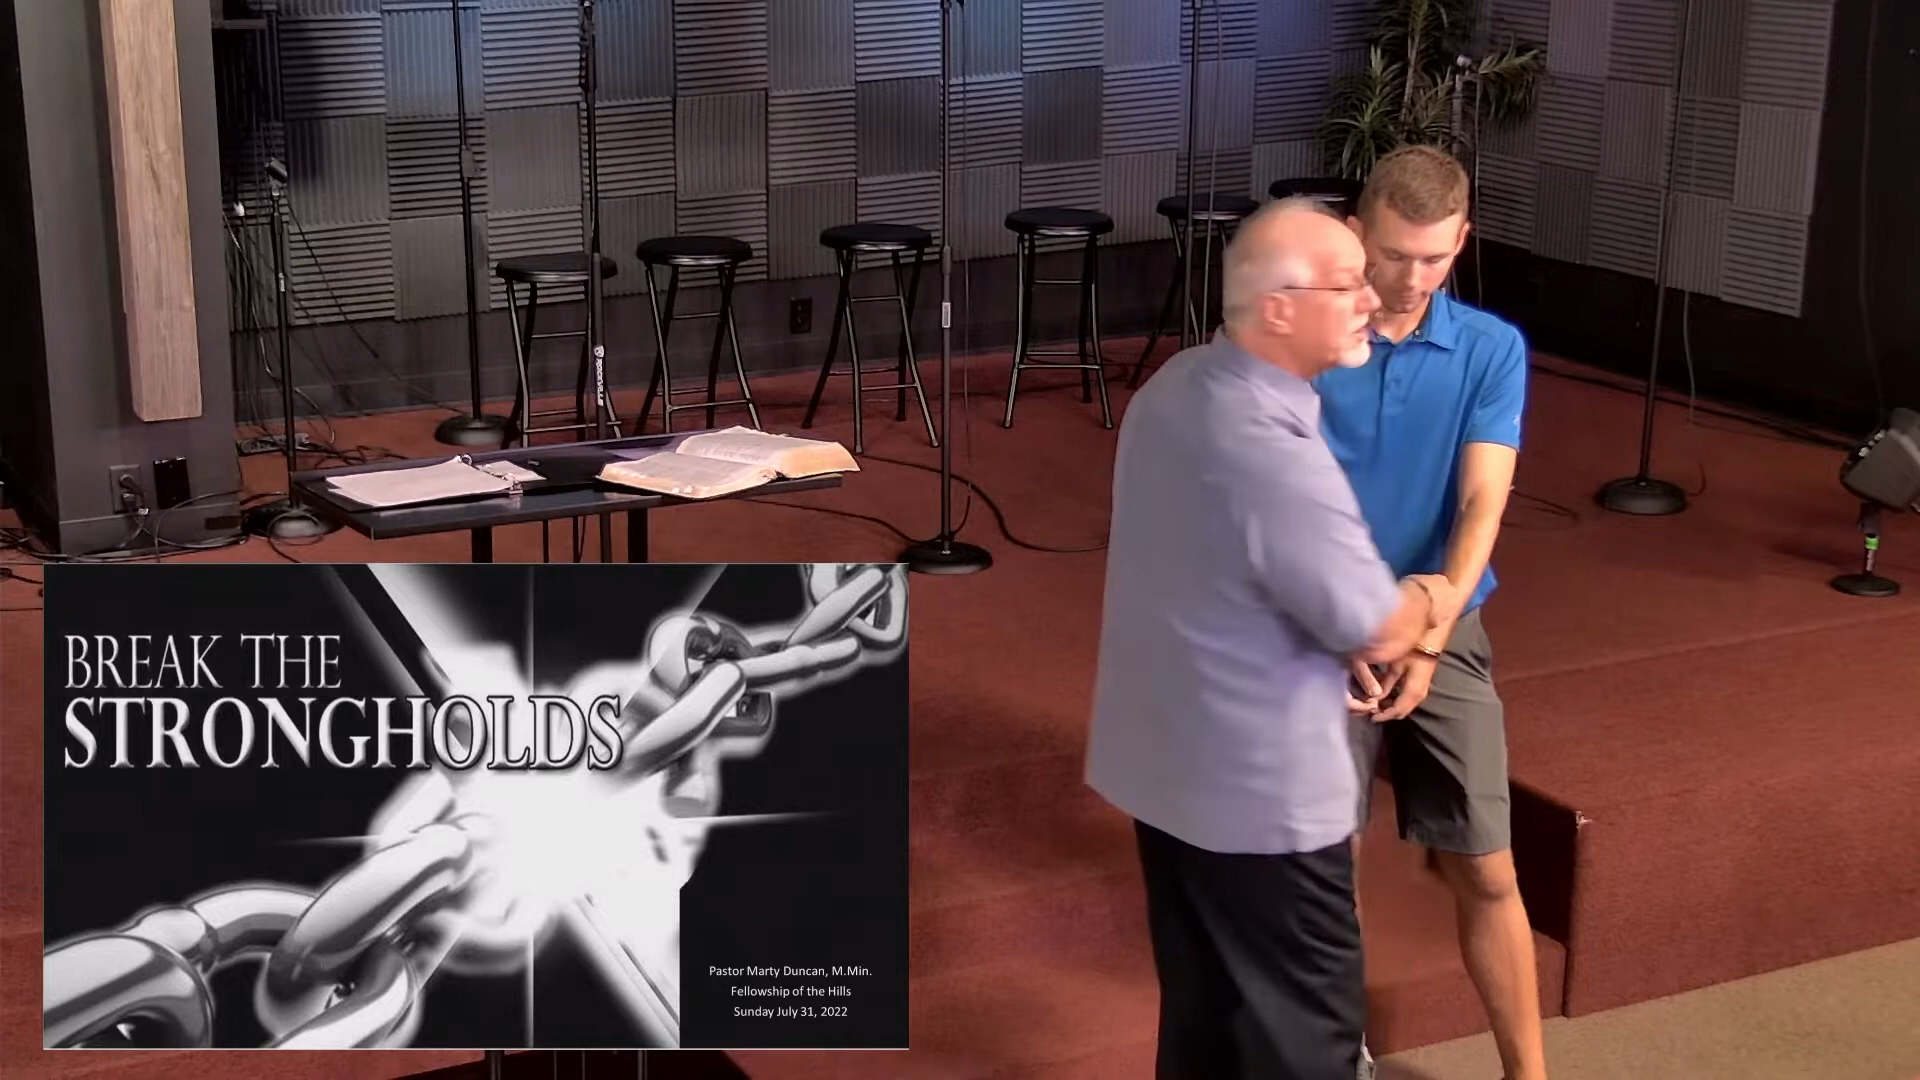 BREAK THE
STRONGHOLDS
Pastor Marty Duncan, M.Min.
Fellowship of the Hills
Sunday July 31, 2022